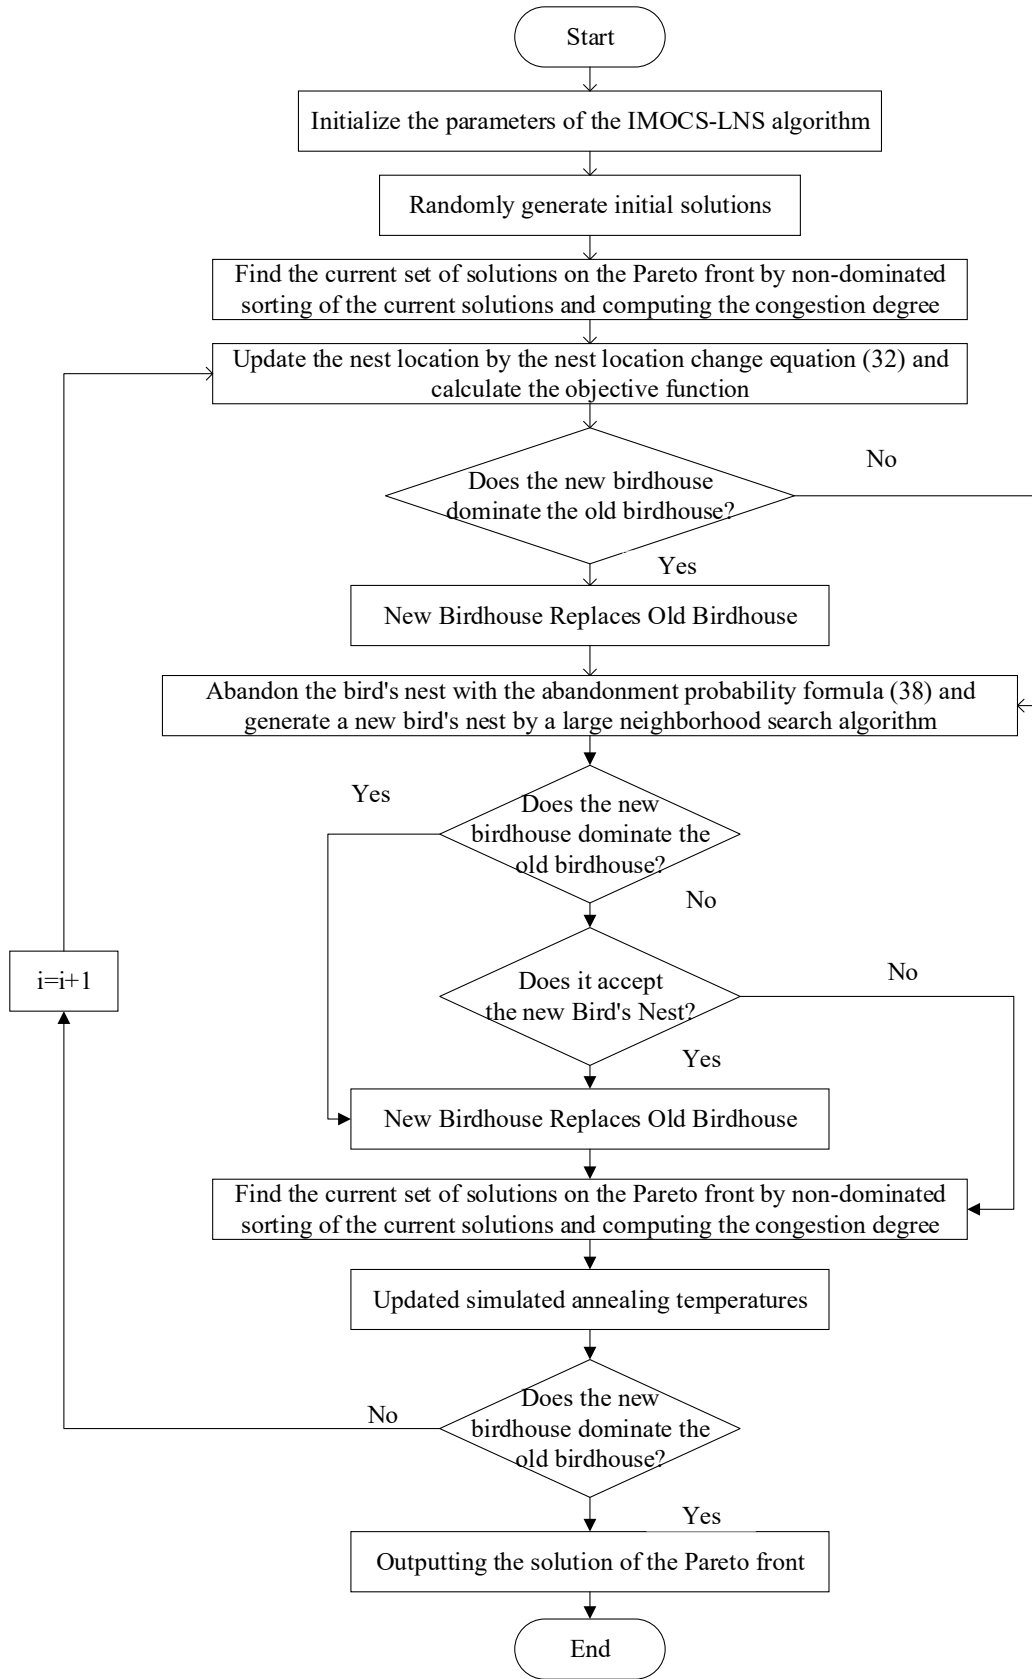 Start
Initialize the parameters of the IMOCS-LNS algorithm
Randomly generate initial solutions
Find the current set of solutions on the Pareto front by non-dominated
sorting of the current solutions and computing the congestion degree
Update the nest location by the nest location change equation (32) and
calculate the objective function
Does the new birdhouse
dominate the old birdhouse?
No
Yes
New Birdhouse Replaces Old Birdhouse
Abandon the bird's nest with the abandonment probability formula (38) and
generate a new bird's nest by a large neighborhood search algorithm
Yes
Does the new
birdhouse dominate the
old birdhouse?
No
Does it accept
the new Bird's Nest?
No
i=i+1
Yes
New Birdhouse Replaces Old Birdhouse
Find the current set of solutions on the Pareto front by non-dominated
sorting of the current solutions and computing the congestion degree
Updated simulated annealing temperatures
Does the new
birdhouse dominate the
old birdhouse?
No
Yes
Outputting the solution of the Pareto front
End